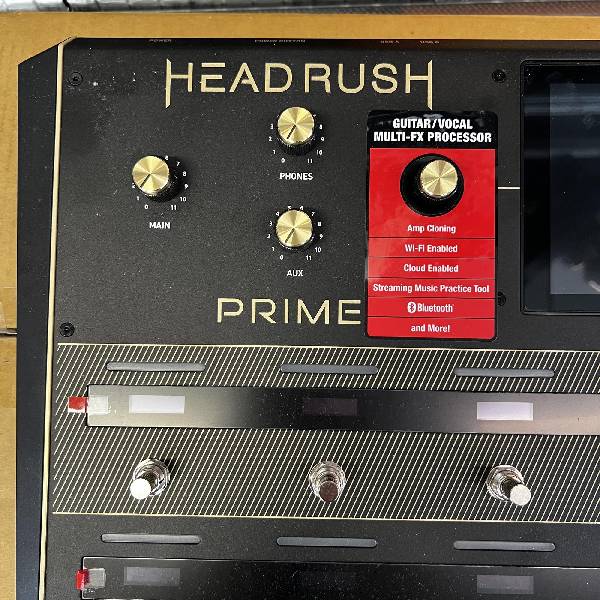 HEADRUSH
GUITAR/VOCAL
MULTI-FX PROCESSOR
PHONES
MAIN
AUX
Amp Cloning
Wi-Fi Enabled
Cloud Enabled
Streaming Music Practice Tool
Bluetooth
and More!
PRIME